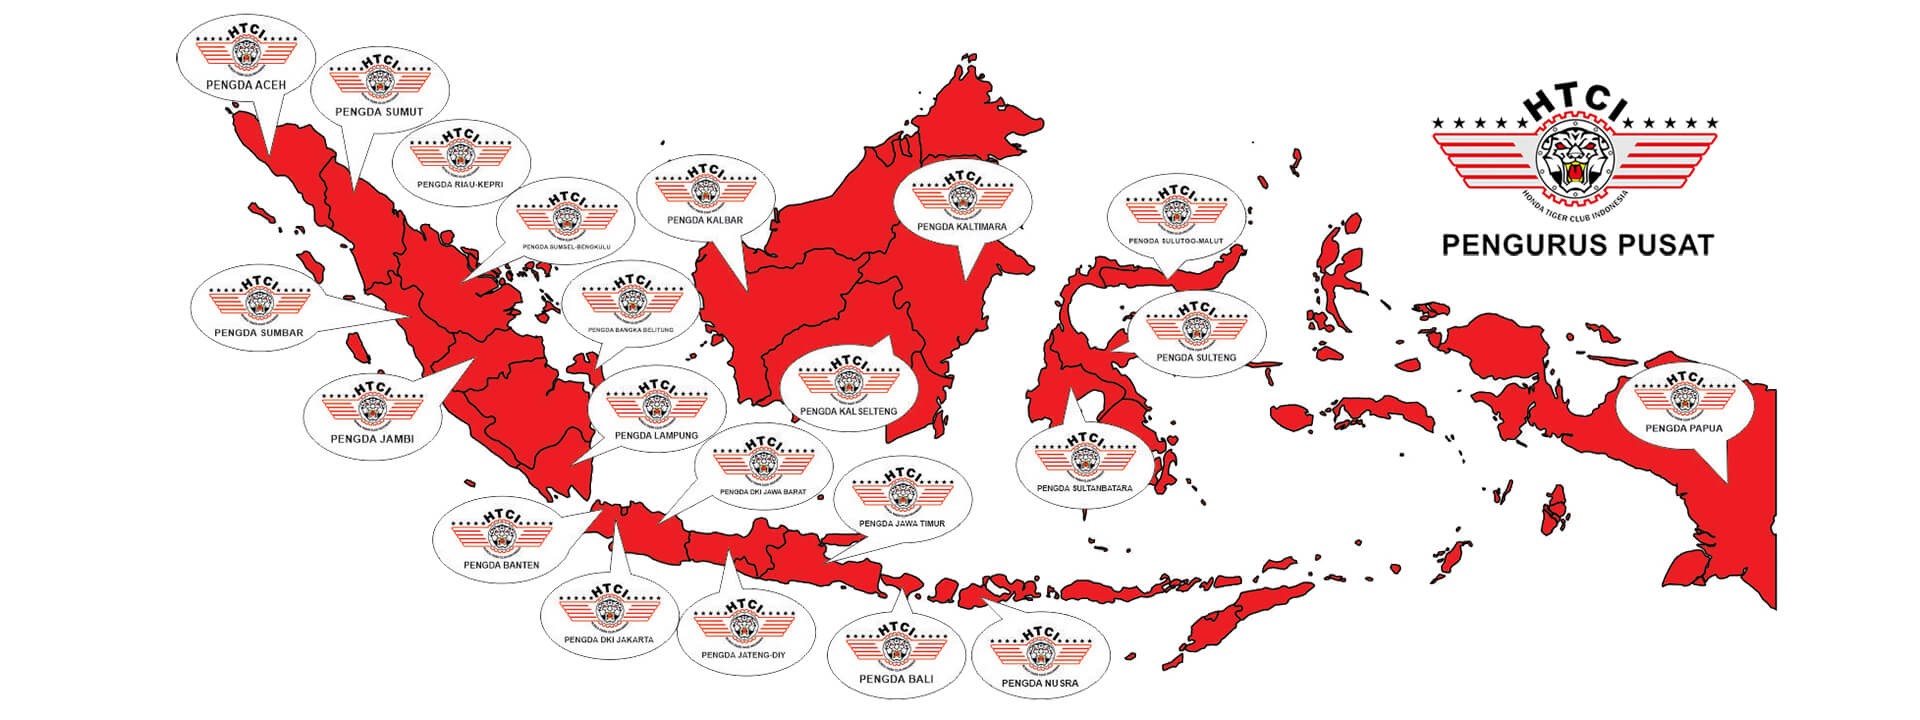 HTCI
PENGDA ACEH
HTCI
PENGDA SUMUT
HTCI
PENGDA RIAU-KEPRI
HTCI
PENGDA SUMSEL-BENGKULU
HTCI
PENGDA SUMBAR
HTCI
PENGDA BANGKA BELITUNG
HTCI
PENGDA JAMBI
HTCI
PENGDA LAMPUNG
HTCI
PENGDA KALBAR
HTCI
PENGDA KALTIMARA
HTCI
PENGDA KALSELTENG
HTCI
PENGDA SULUTGO-MALUT
HTCI
PENGDA SULTENG
HTCI
PENGDA SULTANBATARA
HTCI
PENGDA PAPUA
HTCI
PENGDA DKI JAWA BARAT
HTCI
PENGDA JAWA TIMUR
HTCI
PENGDA BANTEN
HTCI
PENGDA DKI JAKARTA
HTCI
PENGDA JATENG-DIY
HTCI
PENGDA BALI
HTCI
PENGDA NUSRA
HTCI
HONDA TIGER CLUB INDONESIA
PENGURUS PUSAT